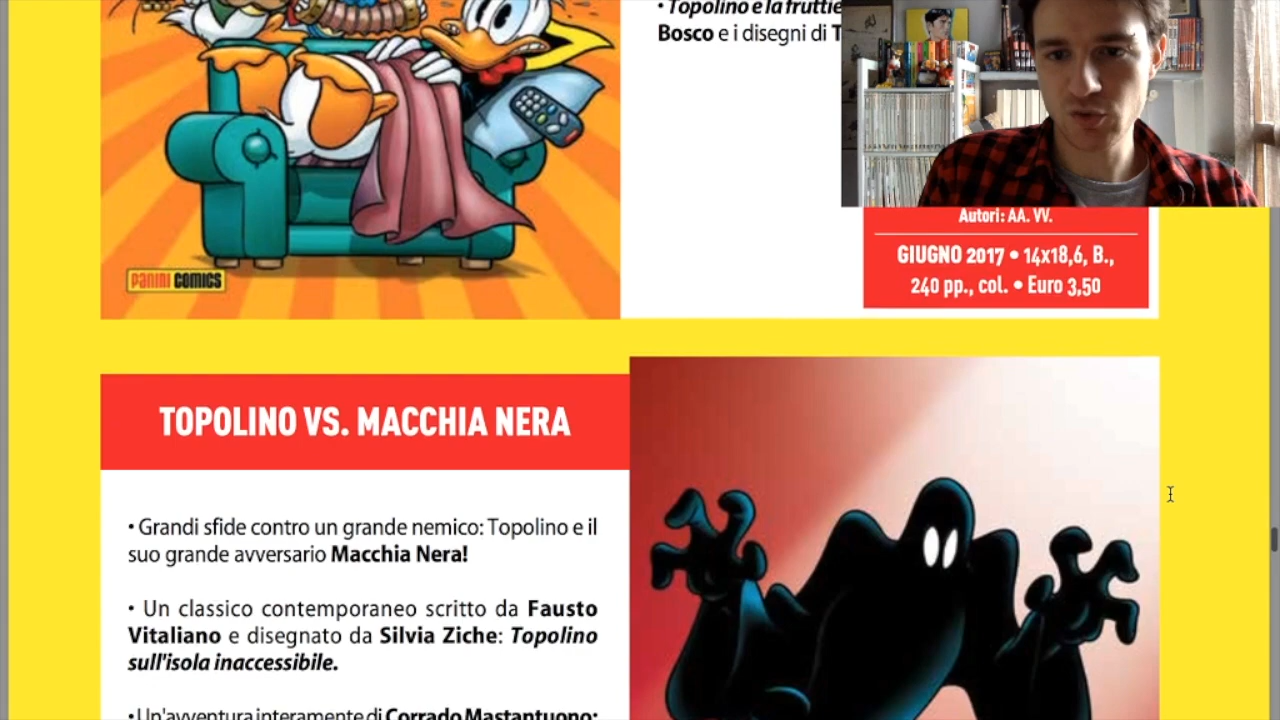 • Topolino e la fruttie
Bosco e i disegni di T
PANINI COMICS
Autori: AA. VV.
GIUGNO 2017 • 14x18,6, B.,
240 pp., col. • Euro 3,50
TOPOLINO VS. MACCHIA NERA
• Grandi sfide contro un grande nemico: Topolino e il
suo grande avversario Macchia Nera!
• Un classico contemporaneo scritto da Fausto
Vitaliano e disegnato da Silvia Ziche: Topolino
sull'isola inaccessibile.
• Un'avventura interamente di Corrado Mastantuono: